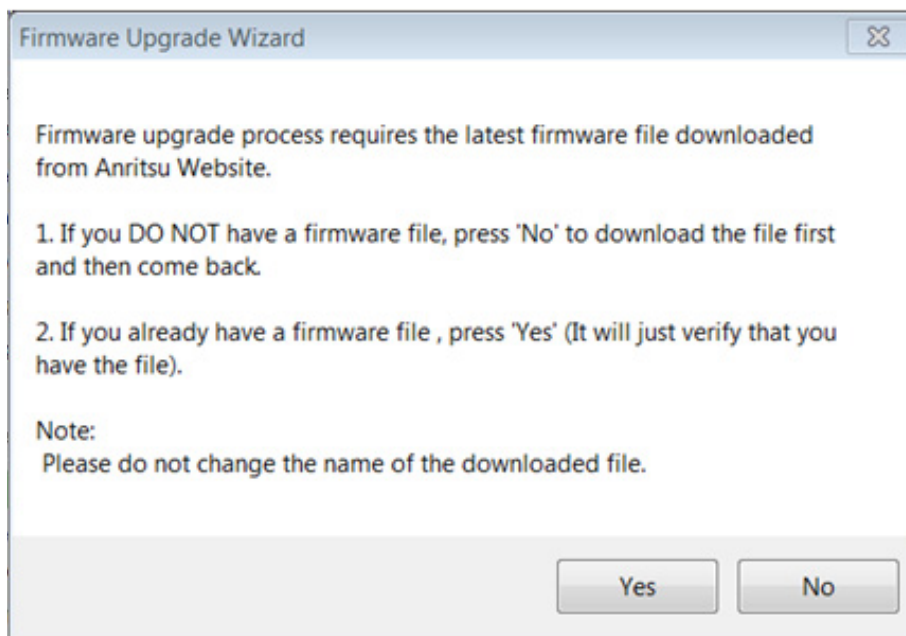 Firmware Upgrade Wizard
Firmware upgrade process requires the latest firmware file downloaded
from Anritsu Website.
1. If you DO NOT have a firmware file, press 'No' to download the file first
and then come back.
2. If you already have a firmware file , press 'Yes' (It will just verify that you
have the file).
Note:
Please do not change the name of the downloaded file.
Yes
No